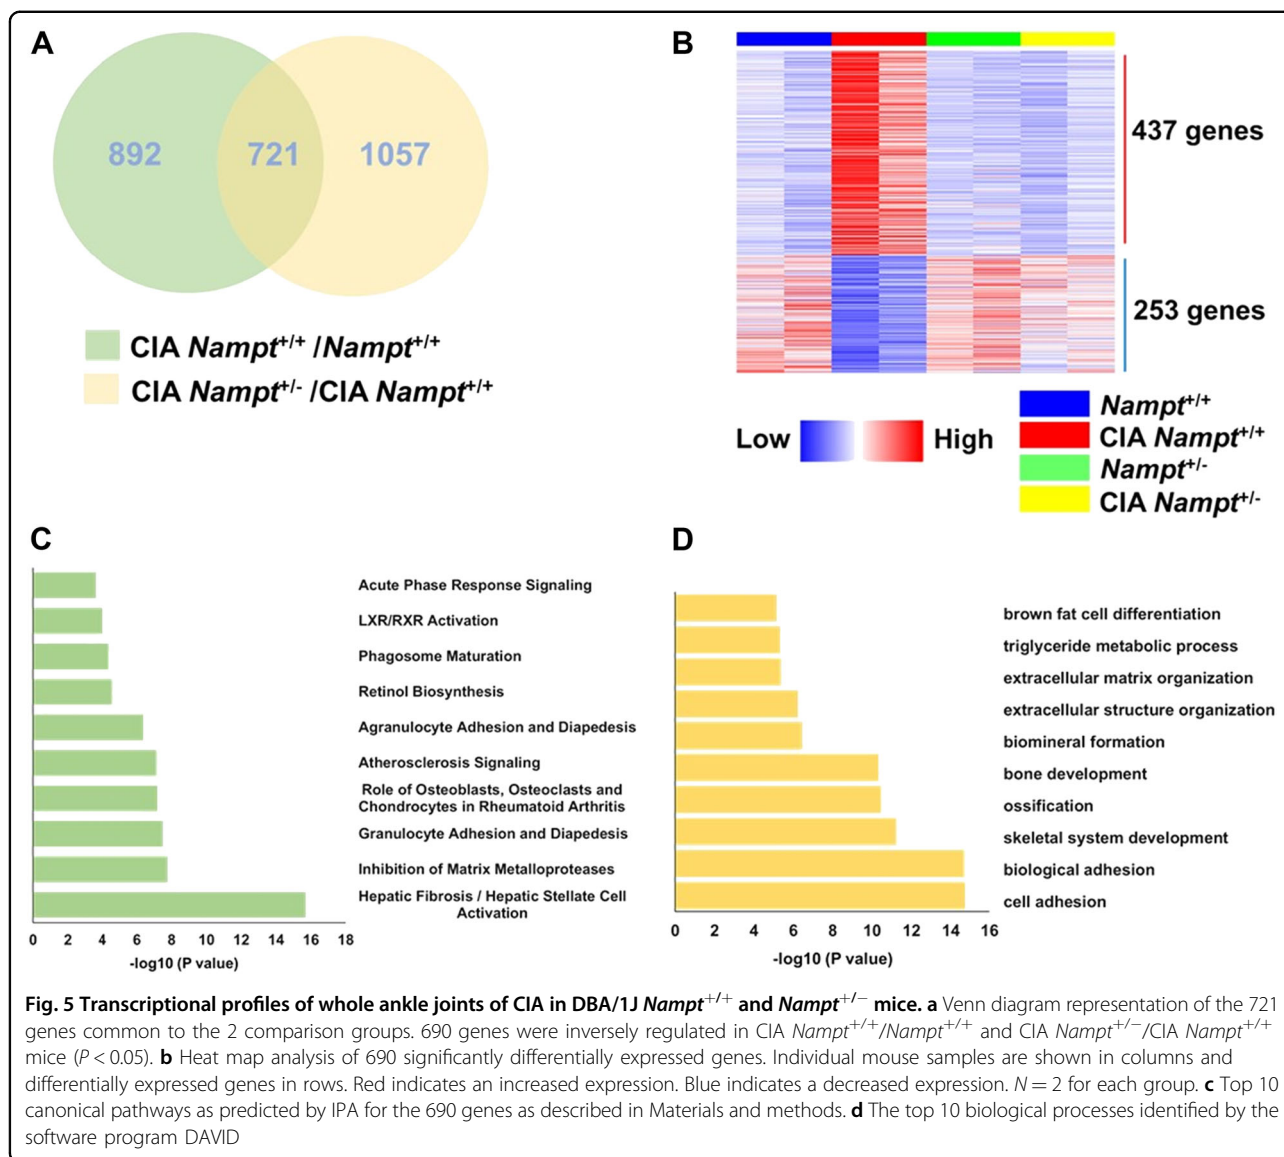 A
892
721
1057
CIA Nampt+/+ /Nampt+/+
CIA Nampt+/- /CIA Nampt+/+
B
437 genes
253 genes
Low
High
Nampt+/+
CIA Nampt+/+
Nampt+/-
CIA Nampt+/-
C
Acute Phase Response Signaling
LXR/RXR Activation
Phagosome Maturation
Retinol Biosynthesis
Agranulocyte Adhesion and Diapedesis
Atherosclerosis Signaling
Role of Osteoblasts, Osteoclasts and
Chondrocytes in Rheumatoid Arthritis
Granulocyte Adhesion and Diapedesis
Inhibition of Matrix Metalloproteases
Hepatic Fibrosis / Hepatic Stellate Cell
Activation
0 2 4 6 8 10 12 14 16 18
-log10 (P value)
D
brown fat cell differentiation
triglyceride metabolic process
extracellular matrix organization
extracellular structure organization
biomineral formation
bone development
ossification
skeletal system development
biological adhesion
cell adhesion
0 2 4 6 8 10 12 14 16
-log10 (P value)
Fig. 5 Transcriptional profiles of whole ankle joints of CIA in DBA/1J Nampt+/+ and Nampt+/− mice. a Venn diagram representation of the 721
genes common to the 2 comparison groups. 690 genes were inversely regulated in CIA Nampt+/+/Nampt+/+ and CIA Nampt+/−/CIA Nampt+/+
mice (P < 0.05). b Heat map analysis of 690 significantly differentially expressed genes. Individual mouse samples are shown in columns and
differentially expressed genes in rows. Red indicates an increased expression. Blue indicates a decreased expression. N = 2 for each group. c Top 10
canonical pathways as predicted by IPA for the 690 genes as described in Materials and methods. d The top 10 biological processes identified by the
software program DAVID